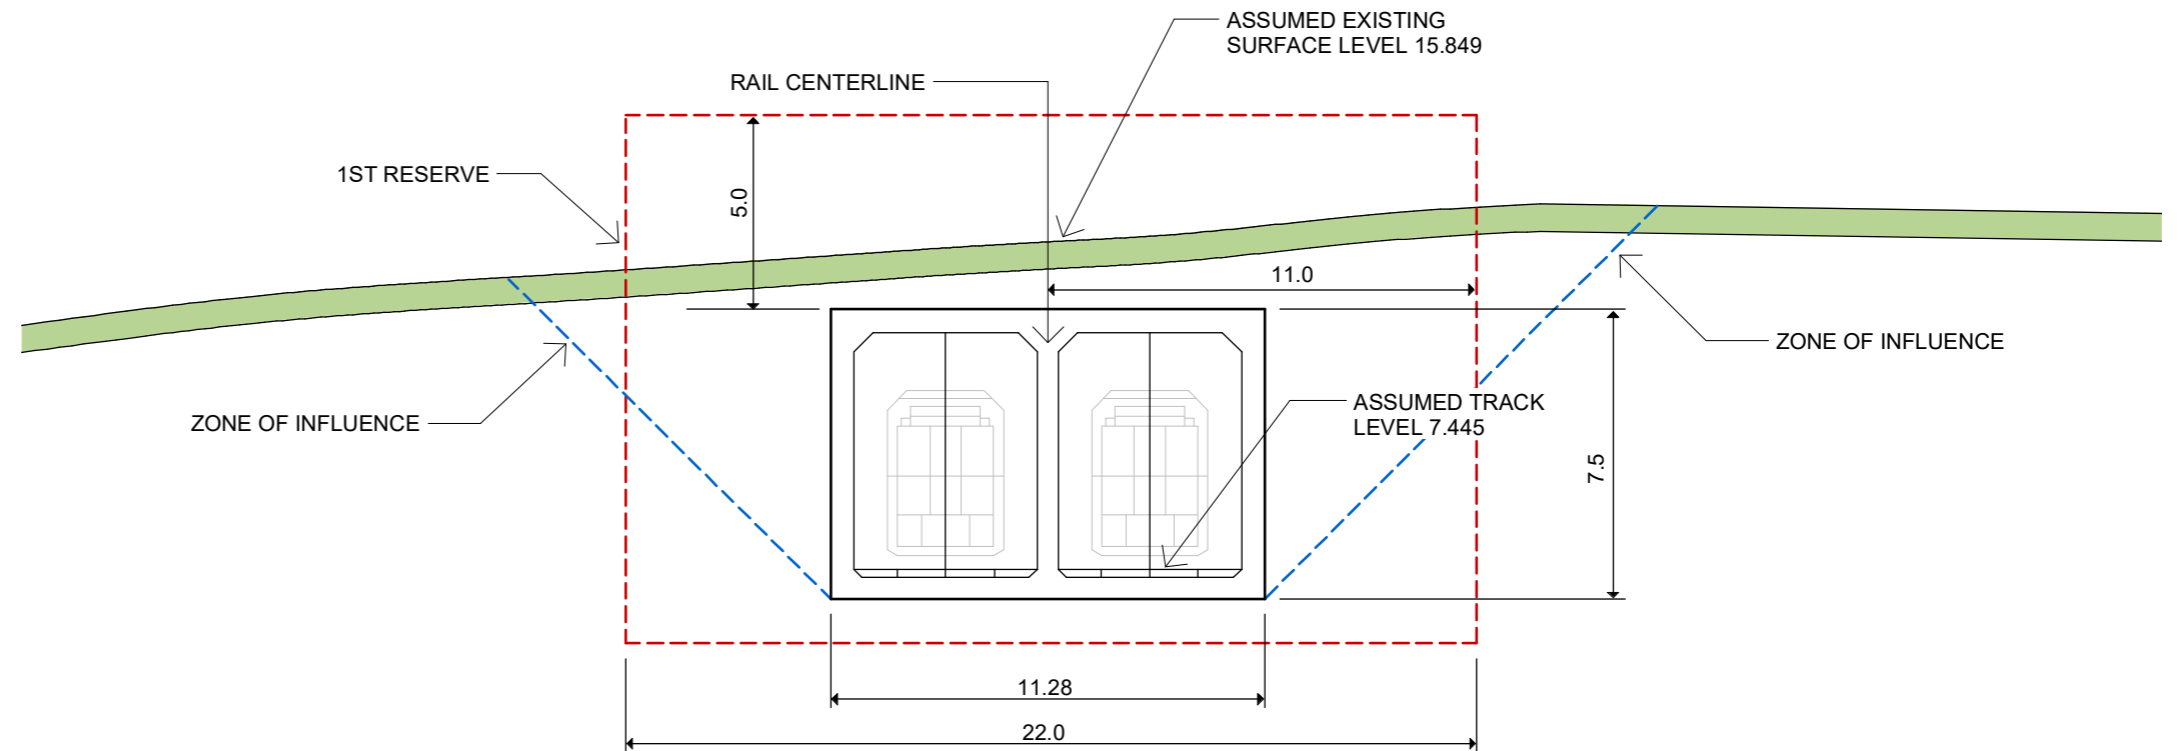 ASSUMED EXISTING
SURFACE LEVEL 15.849
RAIL CENTERLINE
1ST RESERVE
5.0
11.0
ZONE OF INFLUENCE
ZONE OF INFLUENCE
ASSUMED TRACK
LEVEL 7.445
7.5
11.28
22.0